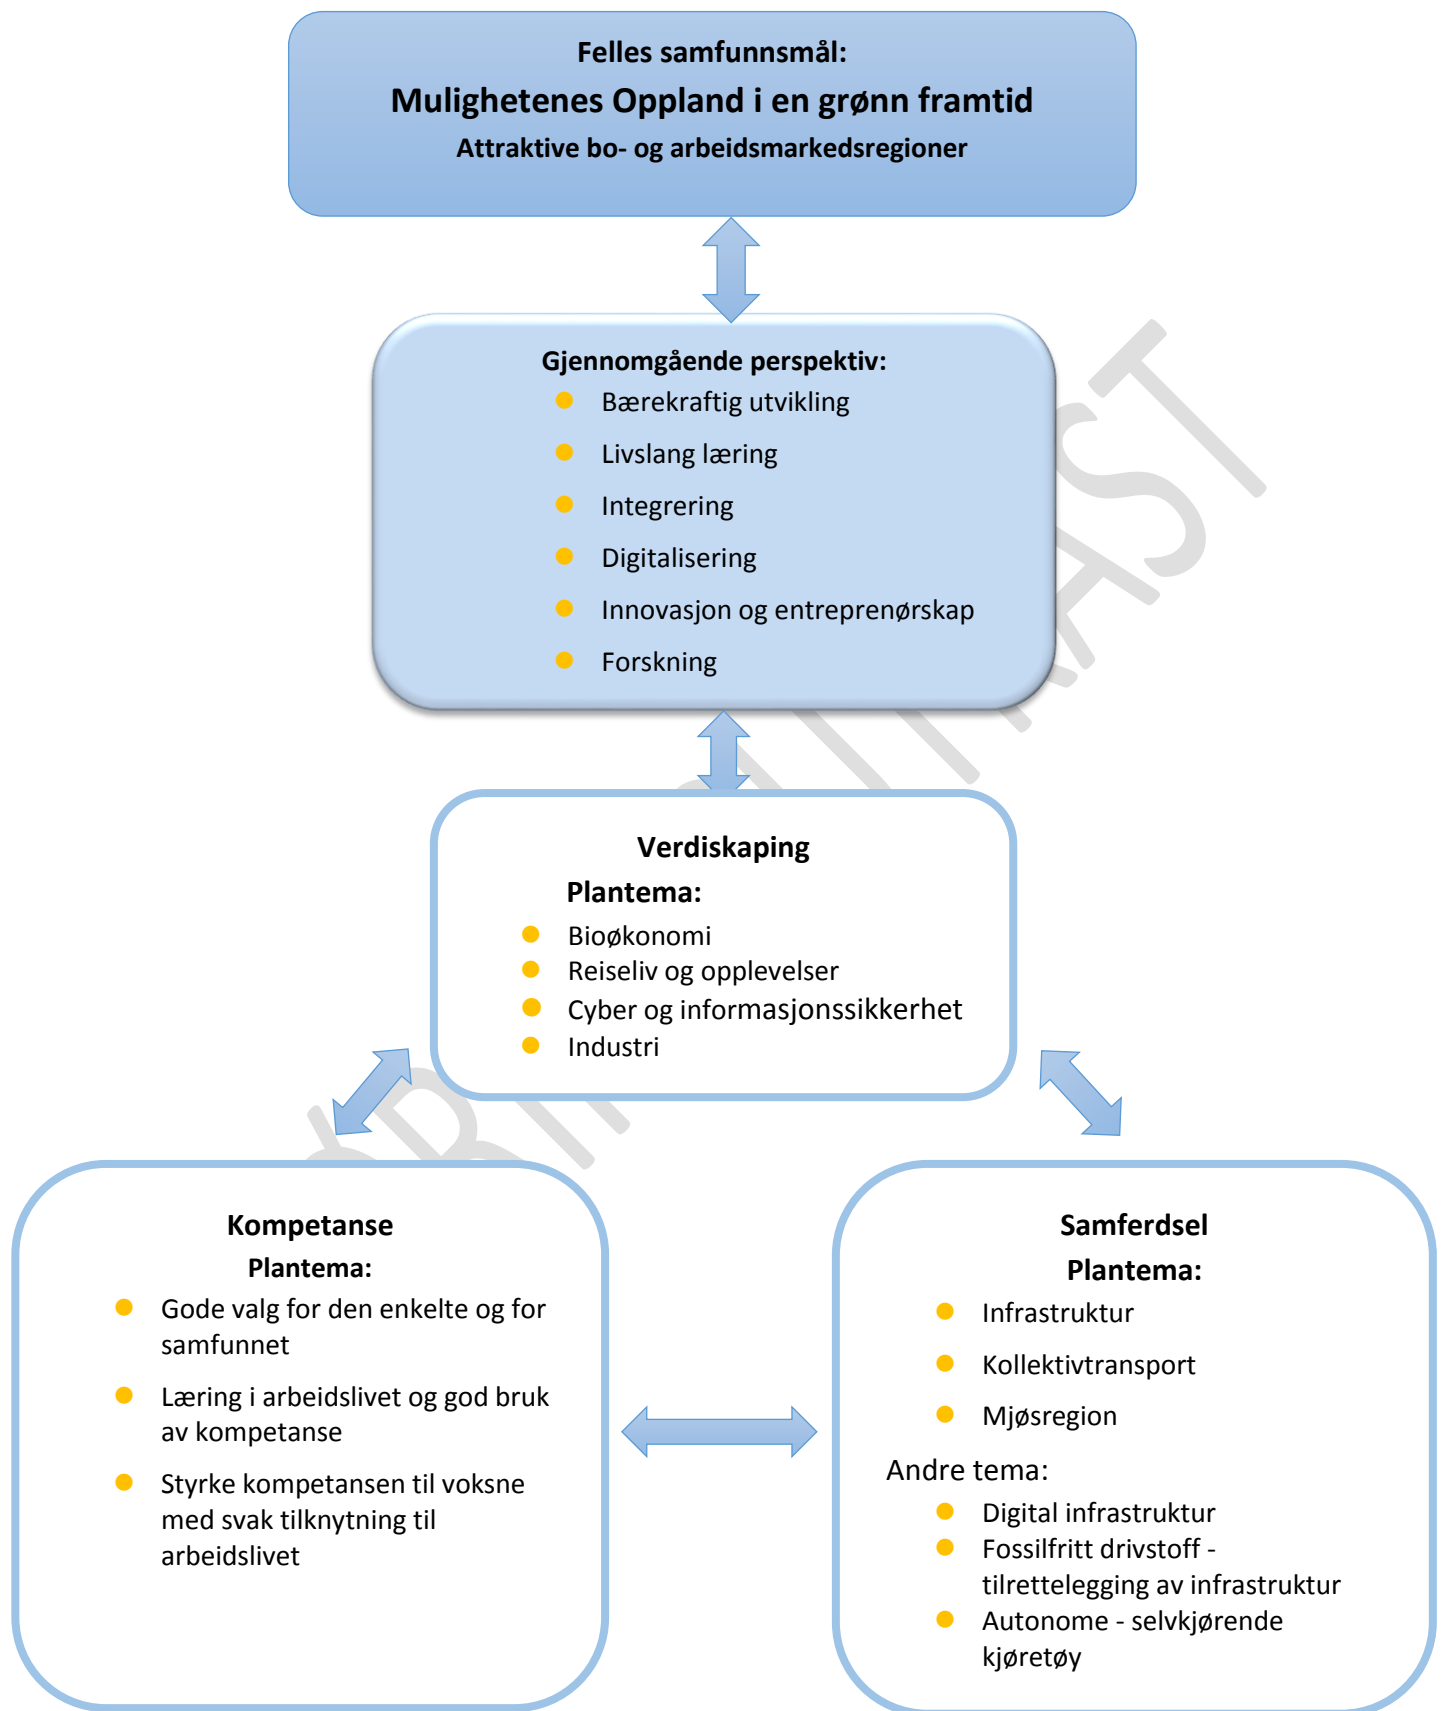 Felles samfunnsmål:
Mulighetenes Oppland i en grønn framtid
Attraktive bo- og arbeidsmarkedsregioner
Gjennomgående perspektiv:
Bærekraftig utvikling
Livslang læring
Integrering
Digitalisering
Innovasjon og entreprenørskap
Forskning
Verdiskaping
Plantema:
Bioøkonomi
Reiseliv og opplevelser
Cyber og informasjonssikkerhet
Industri
Kompetanse
Plantema:
Gode valg for den enkelte og for
samfunnet
Læring i arbeidslivet og god bruk
av kompetanse
Styrke kompetansen til voksne
med svak tilknytning til
arbeidslivet
Samferdsel
Plantema:
Infrastruktur
Kollektivtransport
Mjøsregion
Andre tema:
Digital infrastruktur
Fossilfritt drivstoff -
tilrettelegging av infrastruktur
Autonome - selvkjørende
kjøretøy